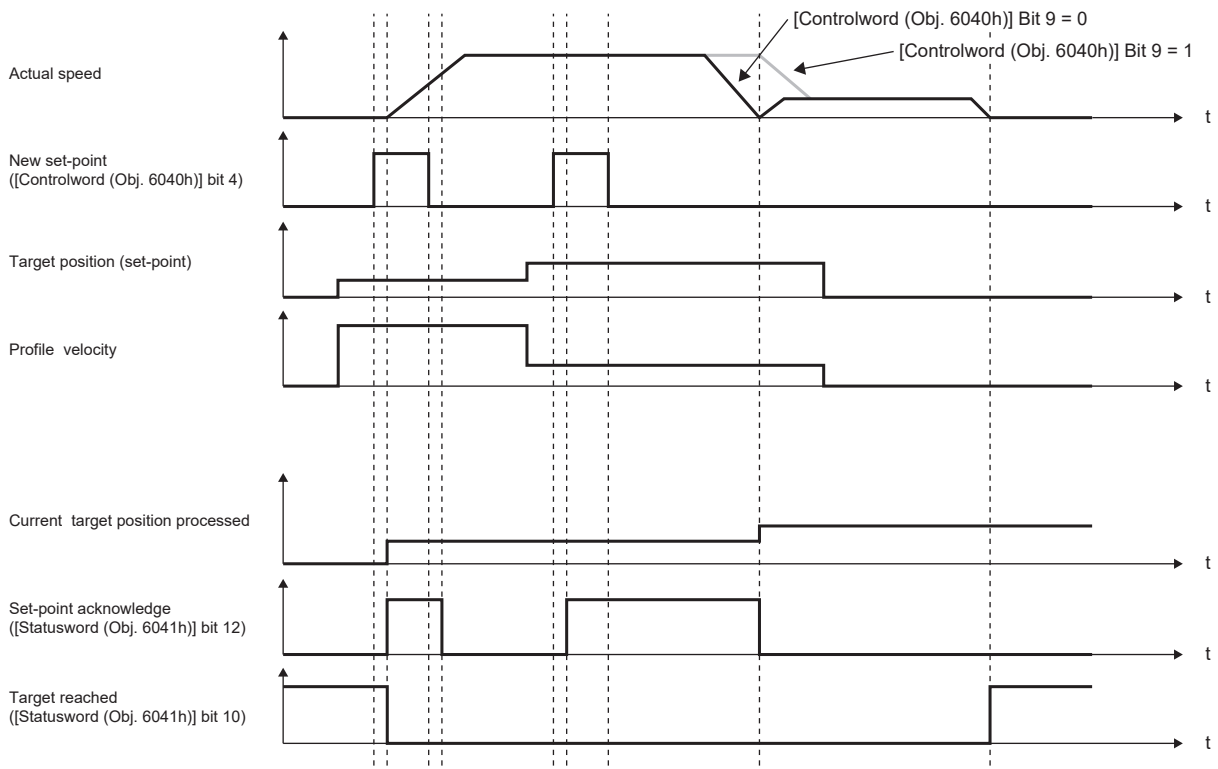 [Controlword (Obj. 6040h)] Bit 9 = 0
[Controlword (Obj. 6040h)] Bit 9 = 1
Actual speed
t
New set-point
([Controlword (Obj. 6040h)] bit 4)
t
Target position (set-point)
t
Profile velocity
t
Current target position processed
t
Set-point acknowledge
([Statusword (Obj. 6041h)] bit 12)
t
Target reached
([Statusword (Obj. 6041h)] bit 10)
t